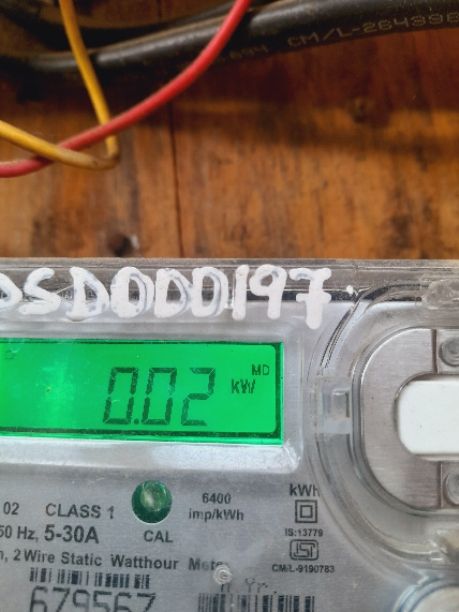 CM/L-264398
DSD000197
MD
0.02 kW
02 CLASS 1
6400
imp/kWh
kWh
50 Hz, 5-30A
CAL
IS:13779
2 Wire Static Watthour Meter
CM/L-9190783
679567